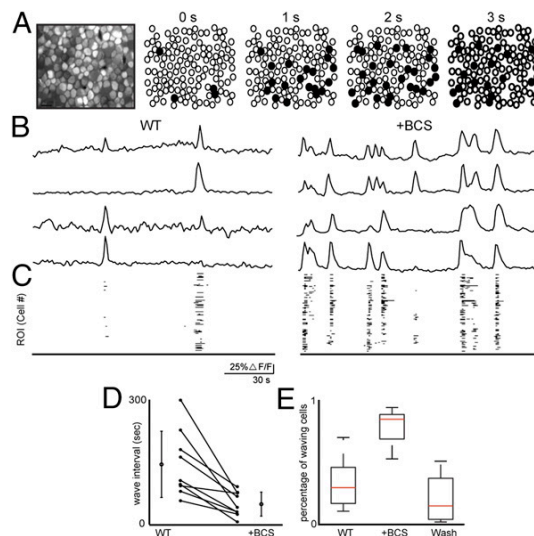 A
0 s 1 s 2 s 3 s
B
WT +BCS
C
ROI (Cell #)
25%△ F/F
30 s
D
300
wave interval (sec)
0
WT +BCS
E
1
percentage of waving cells
0
WT +BCS Wash